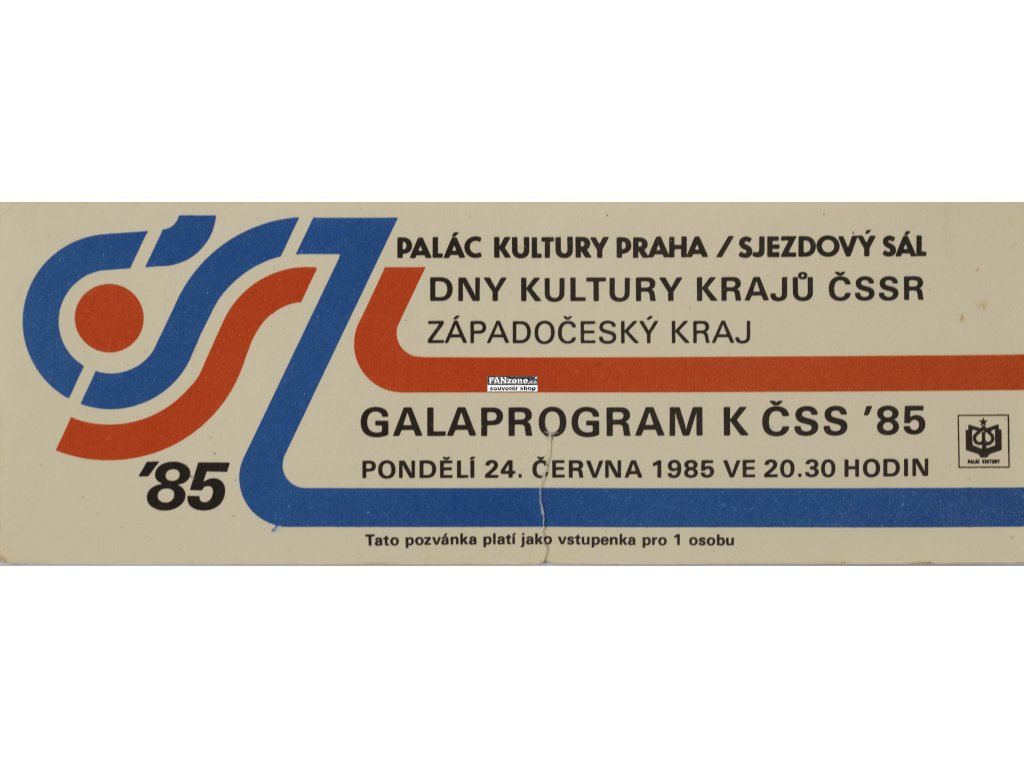 PALÁC KULTURY PRAHA / SJEZDOVÝ SÁL
DNY KULTURY KRAJŮ ČSSR
ZÁPADOČESKÝ KRAJ
FANzone.cz
souvenir shop
GALAPROGRAM K ČSS '85
PONDĚLÍ 24. ČERVNA 1985 VE 20.30 HODIN
PALÁC KULTURY
'85
Tato pozvánka platí jako vstupenka pro 1 osobu